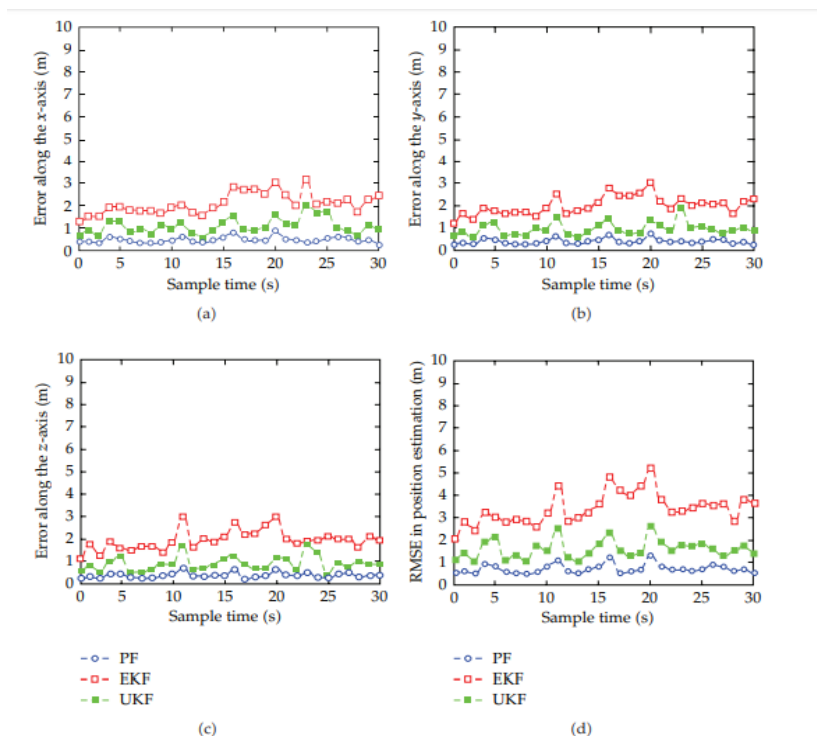 Error along the x-axis (m)
10
9
8
7
6
5
4
3
2
1
0
0 5 10 15 20 25 30
Sample time (s)
(a)
Error along the y-axis (m)
10
9
8
7
6
5
4
3
2
1
0
0 5 10 15 20 25 30
Sample time (s)
(b)
Error along the z-axis (m)
10
9
8
7
6
5
4
3
2
1
0
0 5 10 15 20 25 30
Sample time (s)
PF
EKF
UKF
(c)
RMSE in position estimation (m)
10
9
8
7
6
5
4
3
2
1
0
0 5 10 15 20 25 30
Sample time (s)
PF
EKF
UKF
(d)